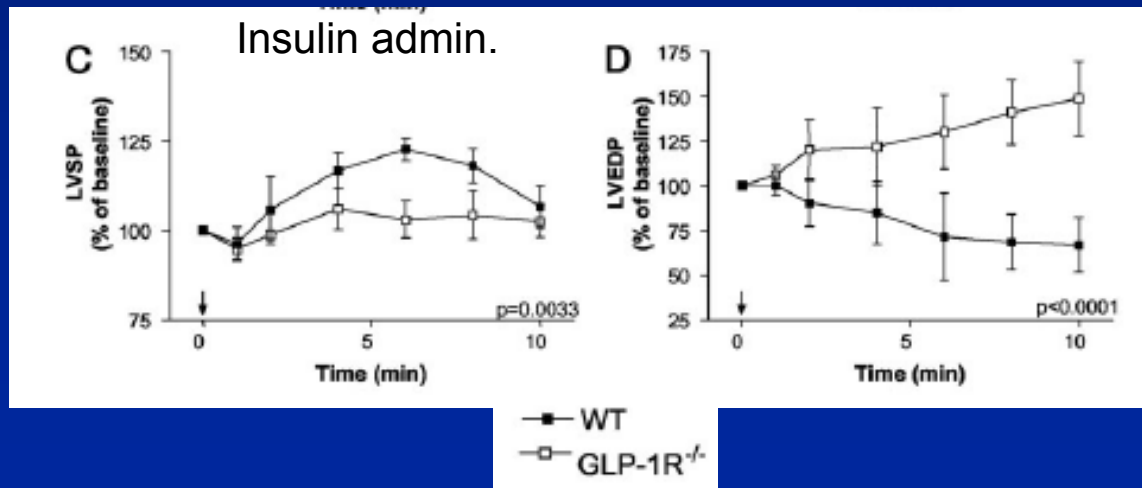 Insulin admin.
C
150
125
100
75
LVSP
(% of baseline)
0
5
10
p=0.0033
Time (min)
D
175
150
125
100
75
50
25
LVEDP
(% of baseline)
0
5
10
p<0.0001
Time (min)
WT
GLP-1R-/-